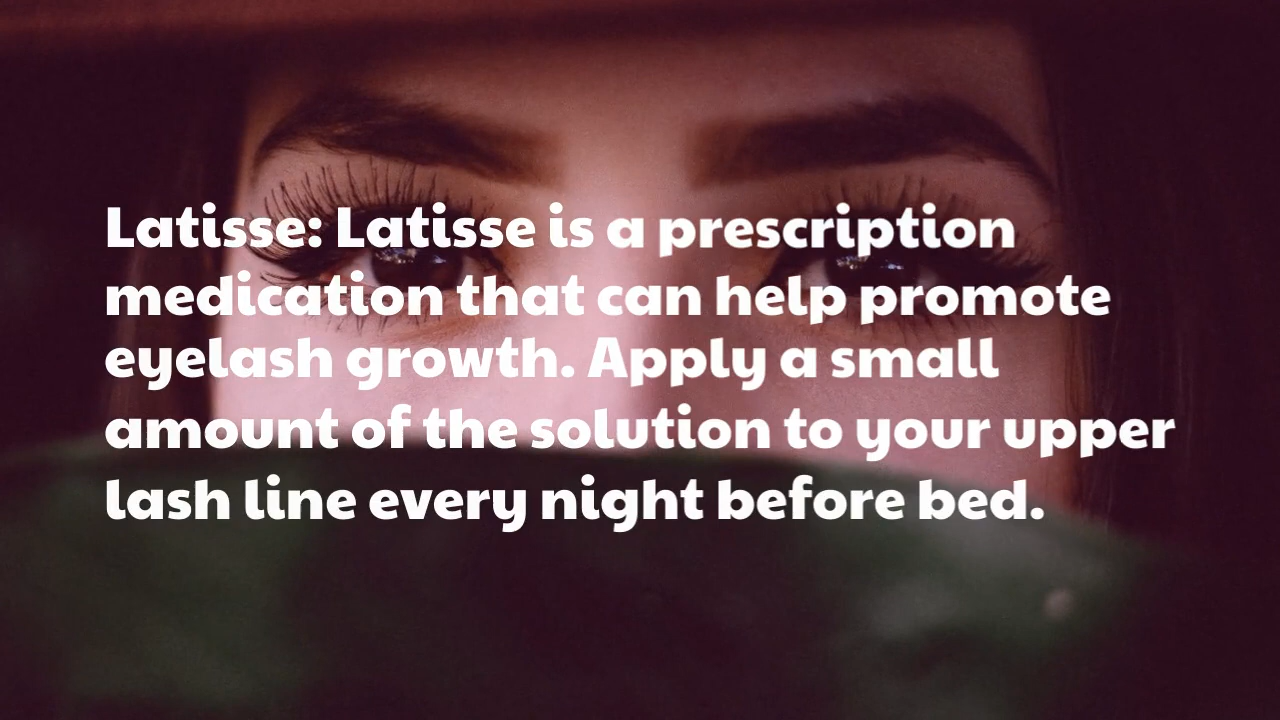 Latisse: Latisse is a prescription
medication that can help promote
eyelash growth. Apply a small
amount of the solution to your upper
lash line every night before bed.